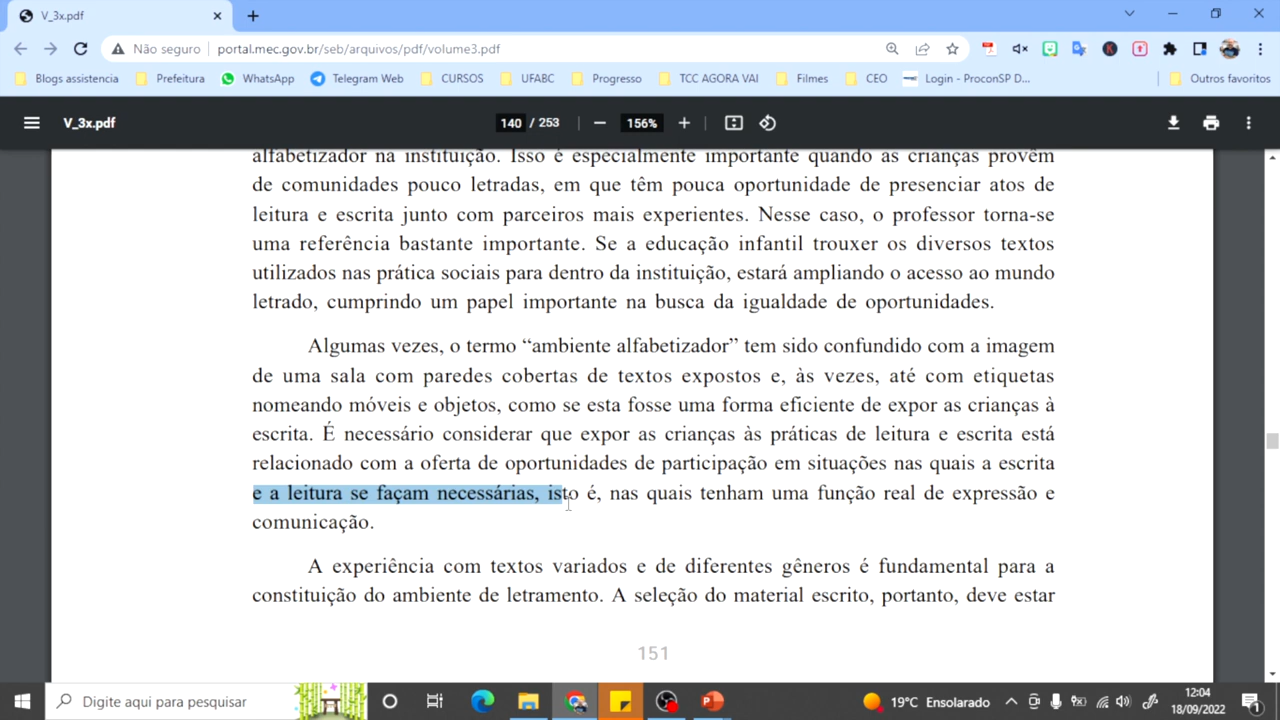 V_3x.pdf
Não seguro
portal.mec.gov.br/seb/arquivos/pdf/volume3.pdf
Blogs assistencia
Prefeitura
WhatsApp
Telegram Web
CURSOS
UFABC
Progresso
TCC AGORA VAI
Filmes
CEO
Login - ProconSP D...
Outros favoritos
V_3x.pdf
140 / 253
156%
alfabetizador na instituição. Isso é especialmente importante quando as crianças provêm
de comunidades pouco letradas, em que têm pouca oportunidade de presenciar atos de
leitura e escrita junto com parceiros mais experientes. Nesse caso, o professor torna-se
uma referência bastante importante. Se a educação infantil trouxer os diversos textos
utilizados nas prática sociais para dentro da instituição, estará ampliando o acesso ao mundo
letrado, cumprindo um papel importante na busca da igualdade de oportunidades.
Algumas vezes, o termo “ambiente alfabetizador” tem sido confundido com a imagem
de uma sala com paredes cobertas de textos expostos e, às vezes, até com etiquetas
nomeando móveis e objetos, como se esta fosse uma forma eficiente de expor as crianças à
escrita. É necessário considerar que expor as crianças às práticas de leitura e escrita está
relacionado com a oferta de oportunidades de participação em situações nas quais a escrita
e a leitura se façam necessárias, isto é, nas quais tenham uma função real de expressão e
comunicação.
A experiência com textos variados e de diferentes gêneros é fundamental para a
constituição do ambiente de letramento. A seleção do material escrito, portanto, deve estar
151
Digite aqui para pesquisar
19°C Ensolarado
12:04
18/09/2022